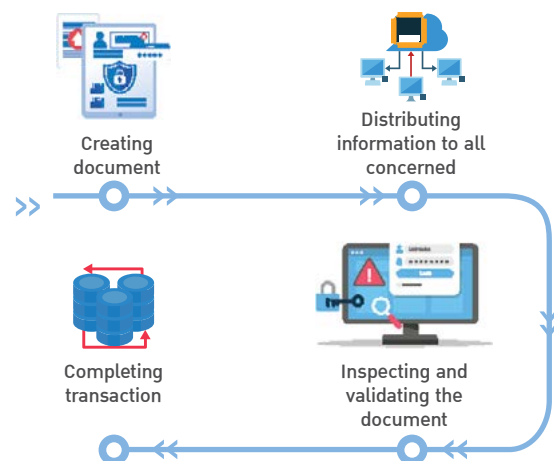 Creating
document
Distributing
information to all
concerned
Completing
transaction
Inspecting and
validating the
document